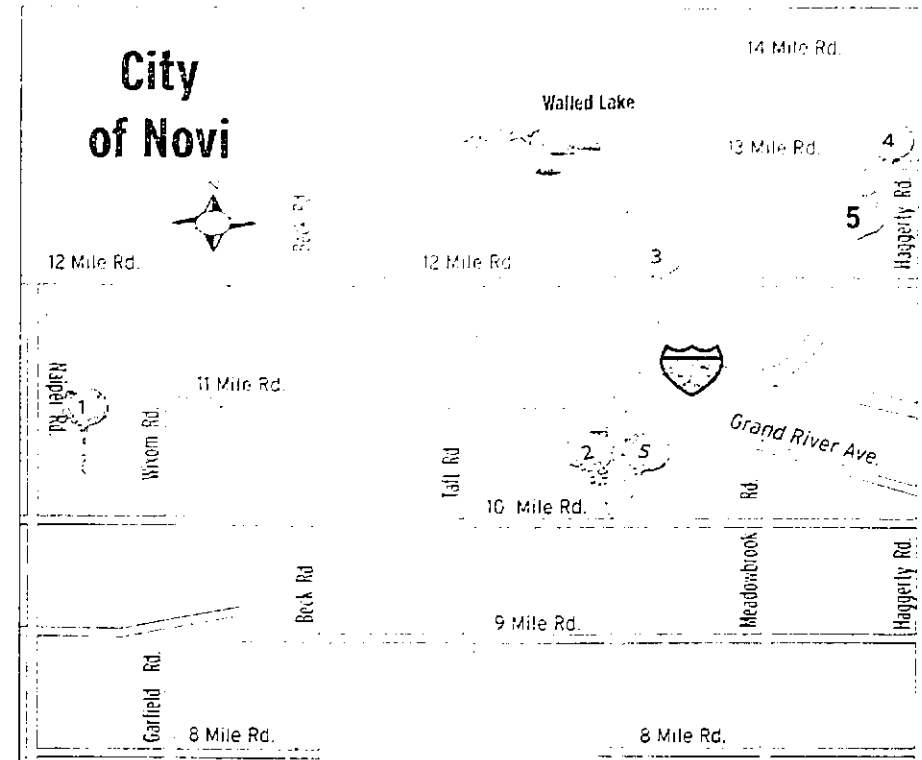 City
of Novi
14 Mile Rd.
Walled Lake
13 Mile Rd.
4
5
Haggerty Rd.
N
Beck Rd
12 Mile Rd.
12 Mile Rd
3
Napier Rd.
1
11 Mile Rd.
Wixom Rd.
Taft Rd
2
5
Grand River Ave.
10 Mile Rd.
Meadowbrook Rd.
Haggerty Rd.
Beck Rd
9 Mile Rd.
Garfield Rd.
8 Mile Rd.
8 Mile Rd.